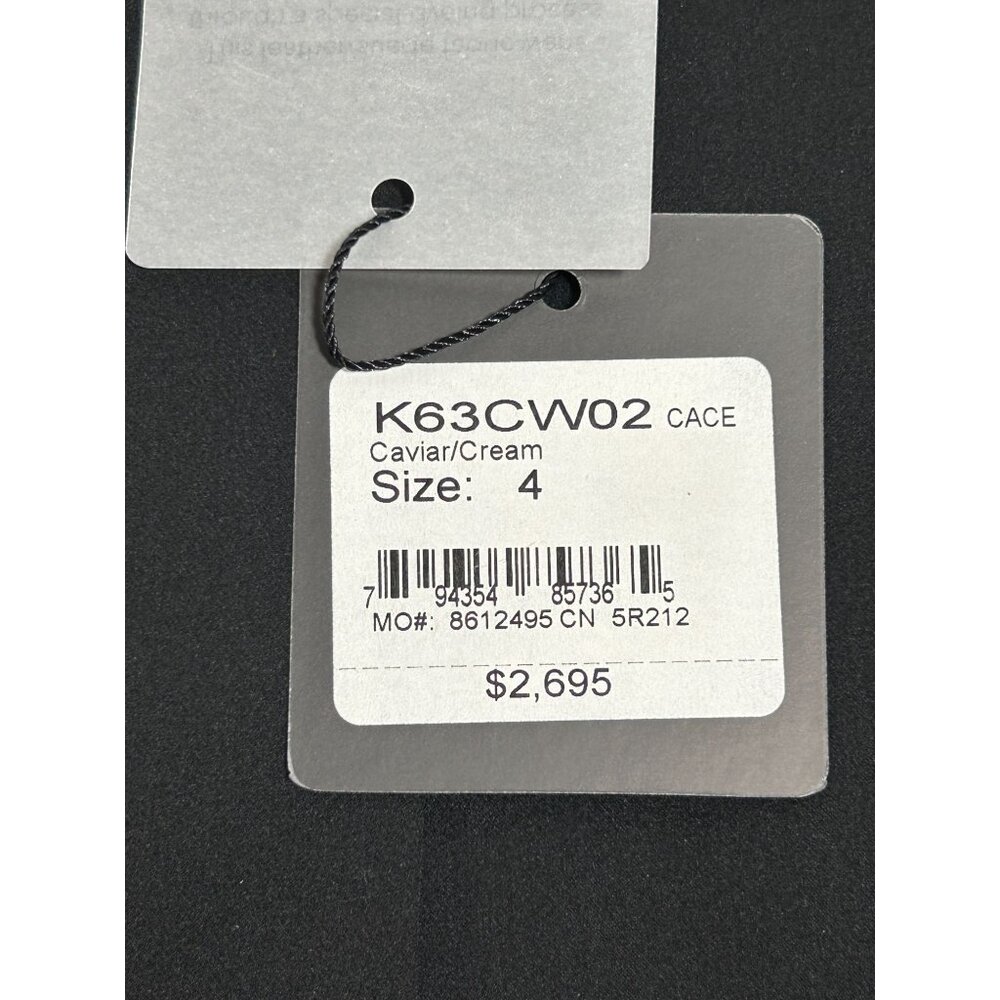 K63CW02 CACE
Caviar/Cream
Size: 4
7 94354 85736 5
MO#: 8612495 CN 5R212
$2,695